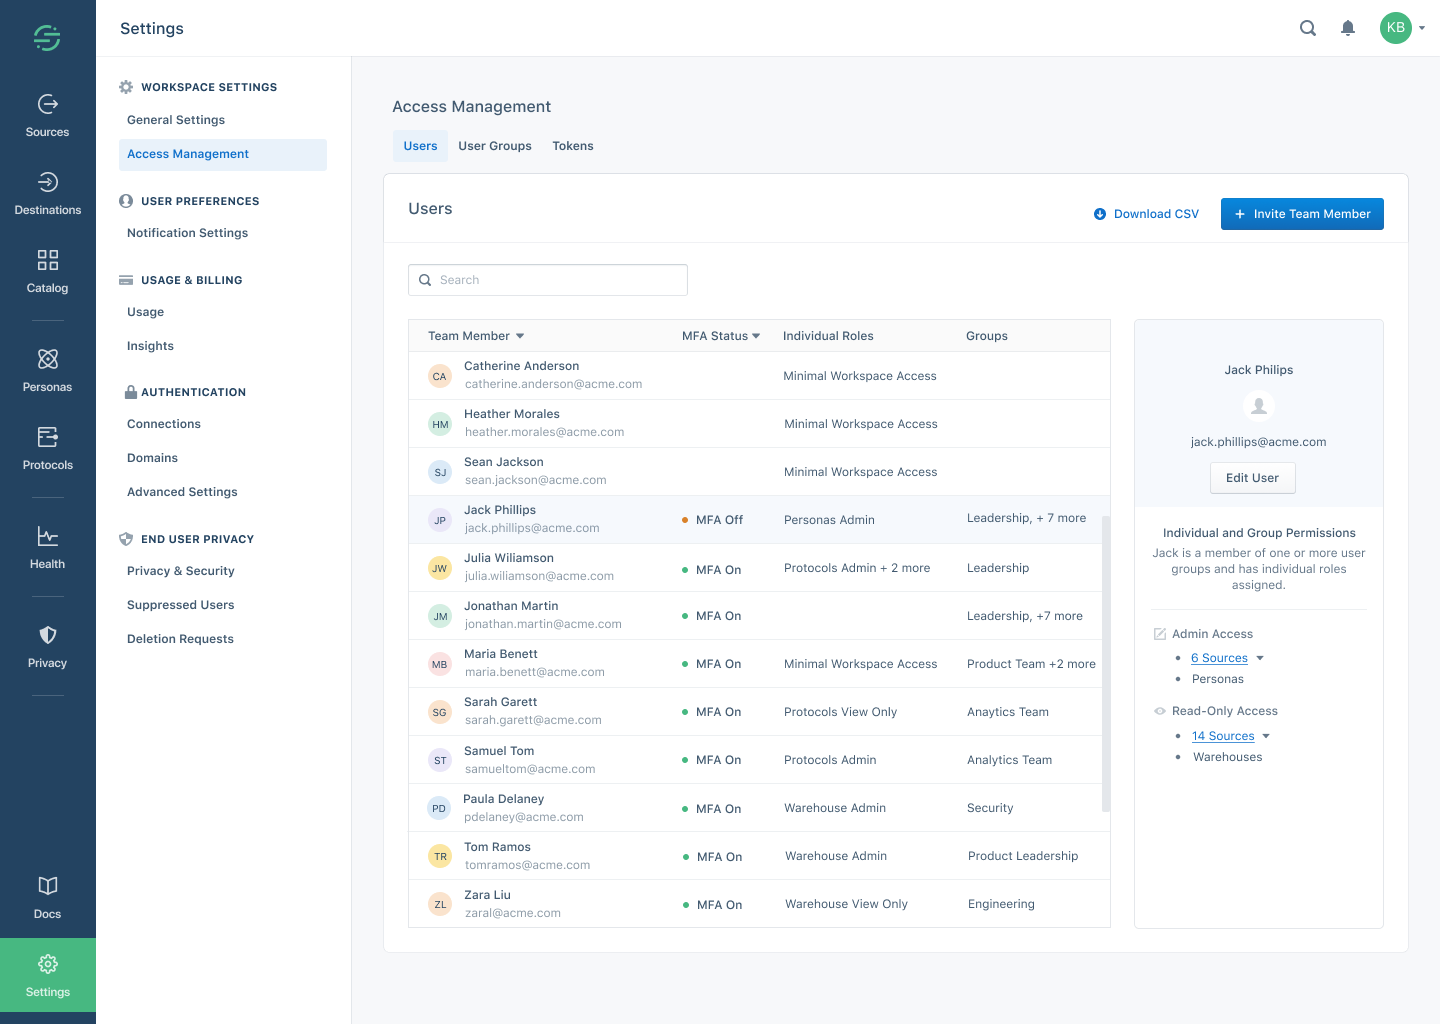 Settings
KB
Sources
Destinations
Catalog
Personas
Protocols
Health
Privacy
Docs
Settings
WORKSPACE SETTINGS
General Settings
Access Management
USER PREFERENCES
Notification Settings
USAGE & BILLING
Usage
Insights
AUTHENTICATION
Connections
Domains
Advanced Settings
END USER PRIVACY
Privacy & Security
Suppressed Users
Deletion Requests
Access Management
Users User Groups Tokens
Users
Download CSV
+ Invite Team Member
Search
Team Member MFA Status Individual Roles Groups
CA Catherine Anderson
catherine.anderson@acme.com
Minimal Workspace Access
HM Heather Morales
heather.morales@acme.com
Minimal Workspace Access
SJ Sean Jackson
sean.jackson@acme.com
Minimal Workspace Access
JP Jack Phillips
jack.phillips@acme.com
MFA Off Personas Admin Leadership, + 7 more
JW Julia Wiliamson
julia.wiliamson@acme.com
MFA On Protocols Admin + 2 more Leadership
JM Jonathan Martin
jonathan.martin@acme.com
MFA On Leadership, +7 more
MB Maria Benett
maria.benett@acme.com
MFA On Minimal Workspace Access Product Team +2 more
SG Sarah Garett
sarah.garett@acme.com
MFA On Protocols View Only Anaytics Team
ST Samuel Tom
samueltom@acme.com
MFA On Protocols Admin Analytics Team
PD Paula Delaney
pdelaney@acme.com
MFA On Warehouse Admin Security
TR Tom Ramos
tomramos@acme.com
MFA On Warehouse Admin Product Leadership
ZL Zara Liu
zaral@acme.com
MFA On Warehouse View Only Engineering
Jack Philips
jack.phillips@acme.com
Edit User
Individual and Group Permissions
Jack is a member of one or more user
groups and has individual roles
assigned.
Admin Access
• 6 Sources
• Personas
Read-Only Access
• 14 Sources
• Warehouses